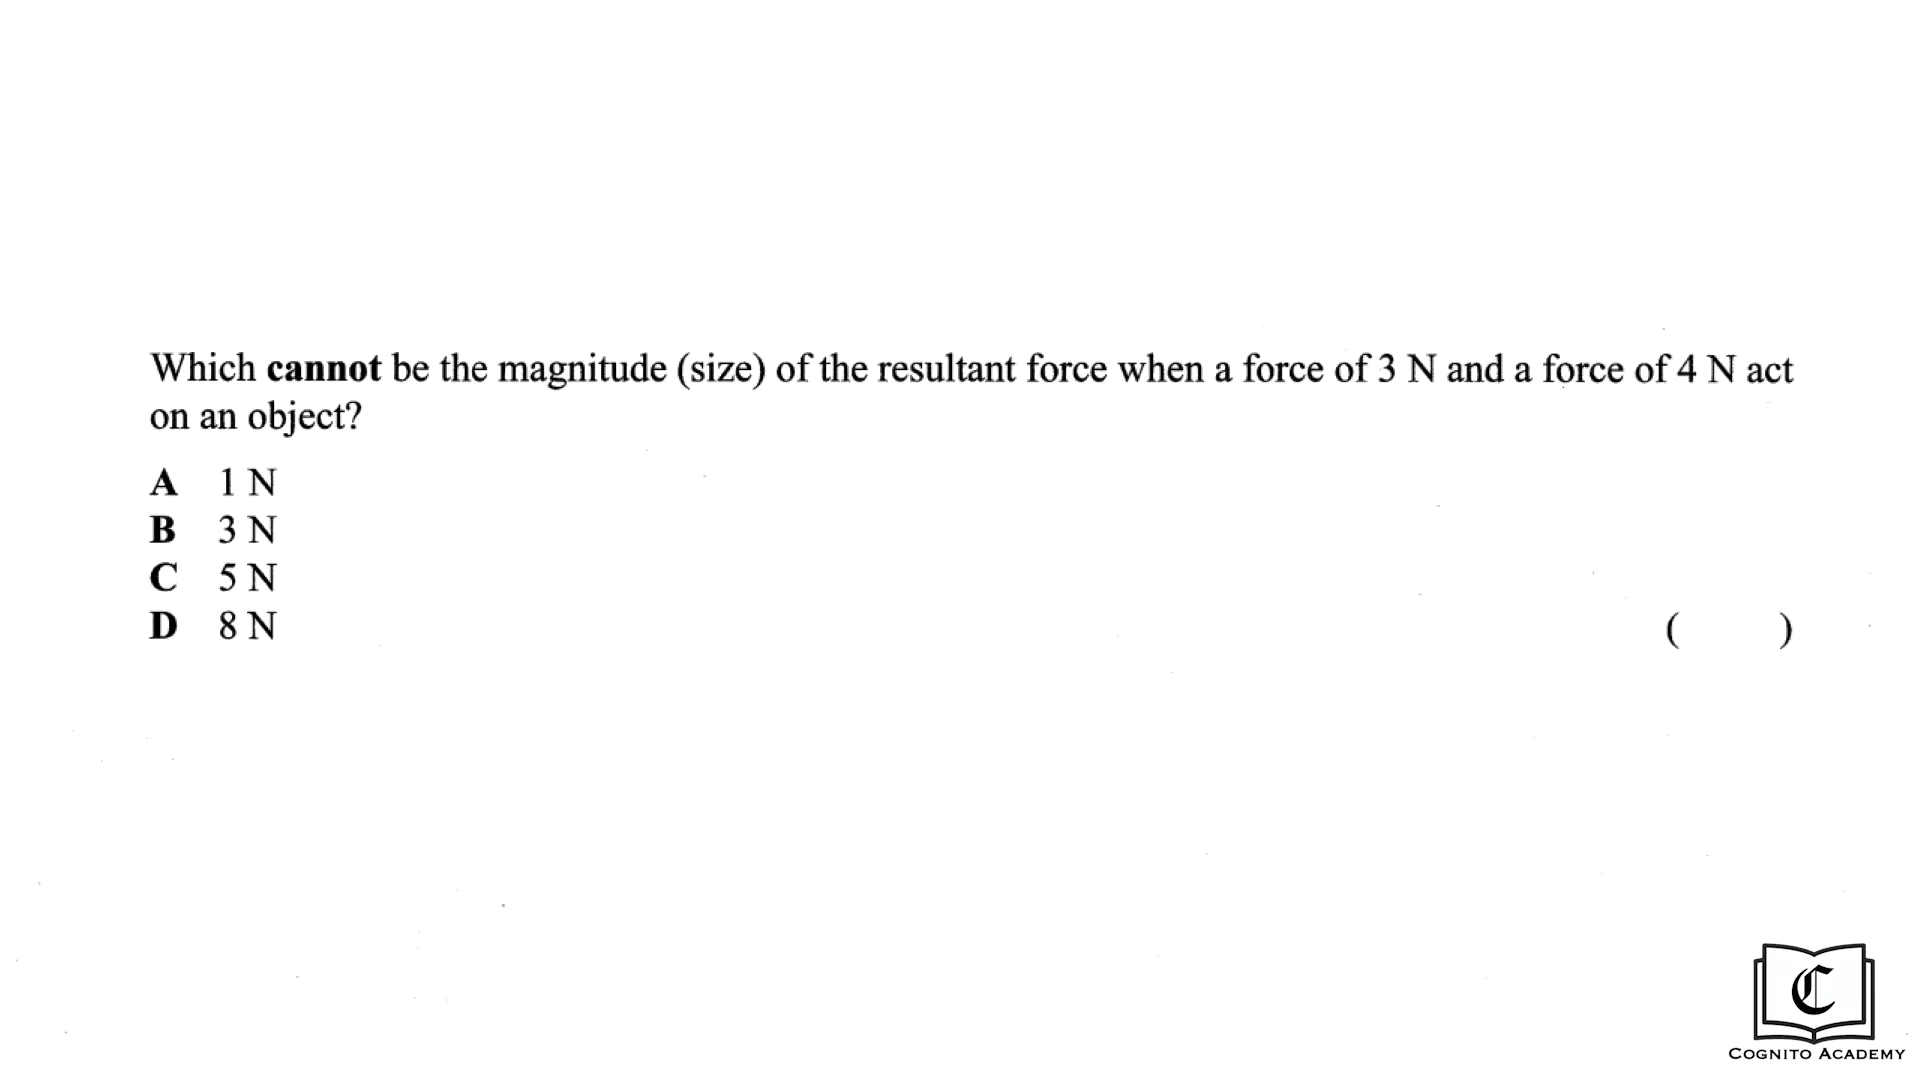 Which cannot be the magnitude (size) of the resultant force when a force of 3 N and a force of 4 N act
on an object?
A 1 N
B 3 N
C 5 N
D 8 N ( )
C
COGNITO ACADEMY